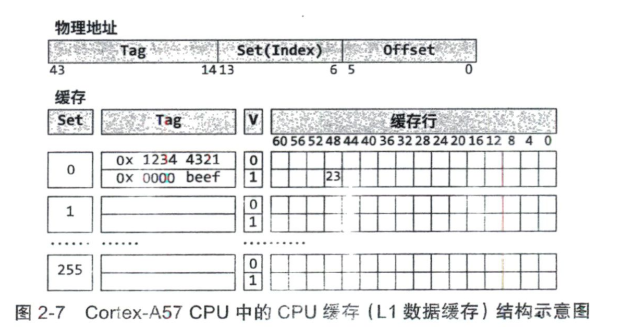 物理地址
Tag Set(Index) Offset
43 14 13 6 5 0
缓存
Set Tag V 缓存行
60 56 52 48 44 40 36 32 28 24 20 16 12 8 4 0
0 0x 1234 4321 0
0x 0000 beef 1 23
1 0
1
...... ...... ..........
255 0
1
图 2-7 Cortex-A57 CPU 中的 CPU 缓存（L1 数据缓存）结构示意图